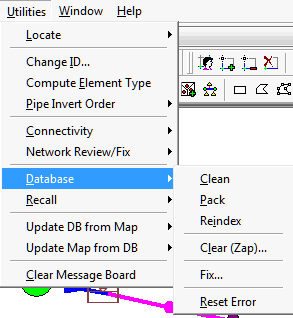 Utilities Window Help
Locate
Change ID...
Compute Element Type
Pipe Invert Order
Connectivity
Network Review/Fix
Database
Recall
Update DB from Map
Update Map from DB
Clear Message Board
Clean
Pack
Reindex
Clear (Zap)...
Fix...
Reset Error